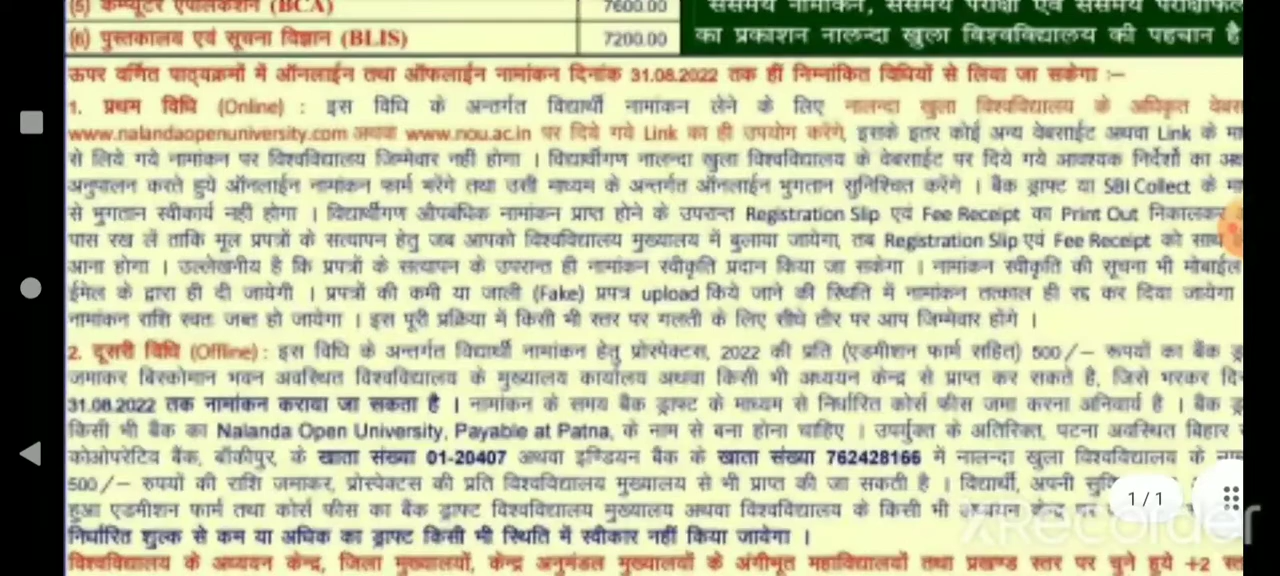 (5) कम्प्यूटर एप्लिकेशन (BCA) 7600.00
ससमय नामांकन, ससमय परीक्षा एवं ससमय परीक्षाफल
(6) पुस्तकालय एवं सूचना विज्ञान (BLIS) 7200.00
का प्रकाशन नालन्दा खुला विश्वविद्यालय की पहचान है
ऊपर वर्णित पाठ्यक्रमों में ऑनलाईन तथा ऑफलाईन नामांकन दिनांक 31.08.2022 तक हीं निम्नांकित विधियों से लिया जा सकेगा :–
1. प्रथम विधि (Online) : इस विधि के अन्तर्गत विद्यार्थी नामांकन लेने के लिए नालन्दा खुला विश्वविद्यालय के अधिकृत
www.nalandaopenuniversity.com अथवा www.nou.ac.in पर दिये गये Link का ही उपयोग करेंगे, इसके इतर कोई अन्य वेबसाईट अथवा Link के
से लिये गये नामांकन पर विश्वविद्यालय जिम्मेवार नहीं होगा । विद्यार्थीगण नालन्दा खुला विश्वविद्यालय के वेबसाईट पर दिये गये आवश्यक निर्देशों का
अनुपालन करते हुये ऑनलाईन नामांकन फार्म भरेंगे तथा उसी माध्यम के अन्तर्गत ऑनलाईन भुगतान सुनिश्चित करेंगे । बैंक ड्राफ्ट या SBI Collect के
से भुगतान स्वीकार्य नही होगा । विद्यार्थीगण औपबंधिक नामांकन प्राप्त होने के उपरान्त Registration Slip एवं Fee Receipt का Print Out निकालकर
पास रख लें ताकि मूल प्रपत्रों के सत्यापन हेतु जब आपको विश्वविद्यालय मुख्यालय में बुलाया जायेगा, तब Registration Slip एवं Fee Receipt को साथ
आना होगा । उल्लेखनीय है कि प्रपत्रों के सत्यापन के उपरान्त ही नामांकन स्वीकृति प्रदान किया जा सकेगा । नामांकन स्वीकृति की सूचना भी मोबाईल
ईमेल के द्वारा ही दी जायेगी । प्रपत्रों की कमी या जाली (Fake) प्रपत्र upload किये जाने की स्थिति में नामांकन तत्काल ही रद्द कर दिया जायेगा
नामांकन राशि स्वतः जब्त हो जायेगा । इस पूरी प्रक्रिया में किसी भी स्तर पर गलती के लिए सीधे तौर पर आप जिम्मेवार होंगे ।
2. दूसरी विधि (Offline) : इस विधि के अन्तर्गत विद्यार्थी नामांकन हेतु प्रोस्पेक्टस, 2022 की प्रति (एडमीशन फार्म सहित) 500/– रूपयों का बैंक
जमाकर बिस्कोमान भवन अवस्थित विश्वविद्यालय के मुख्यालय कार्यालय अथवा किसी भी अध्ययन केन्द्र से प्राप्त कर सकते है, जिसे भरकर
31.08.2022 तक नामांकन कराया जा सकता है । नामांकन के समय बैंक ड्राफ्ट के माध्यम से निर्धारित कोर्स फीस जमा करना अनिवार्य है । बैंक
किसी भी बैंक का Nalanda Open University, Payable at Patna, के नाम से बना होना चाहिए । उपर्युक्त के अतिरिक्त, पटना अवस्थित बिहार
कोओपरेटिव बैंक, बाँकीपुर, के खाता संख्या 01-20407 अथवा इण्डियन बैंक के खाता संख्या 762428166 में नालन्दा खुला विश्वविद्यालय के
500/– रुपयों की राशि जमाकर, प्रोस्पेक्टस की प्रति विश्वविद्यालय मुख्यालय से भी प्राप्त की जा सकती है । विद्यार्थी, अपनी
1/1
हुआ एडमीशन फार्म तथा कोर्स फीस का बैंक ड्राफ्ट विश्वविद्यालय मुख्यालय अथवा विश्वविद्यालय के किसी भी अध्ययन केन्द्र पर
XRecorder
निर्धारित शुल्क से कम या अधिक का ड्राफ्ट किसी भी स्थिति में स्वीकार नहीं किया जायेगा ।
विश्वविद्यालय के अध्ययन केन्द्र, जिला मुख्यालयों, केन्द्र अनुमंडल मुख्यालयों के अंगीभूत महाविद्यालयों तथा प्रखण्ड स्तर पर चुने हुये +2